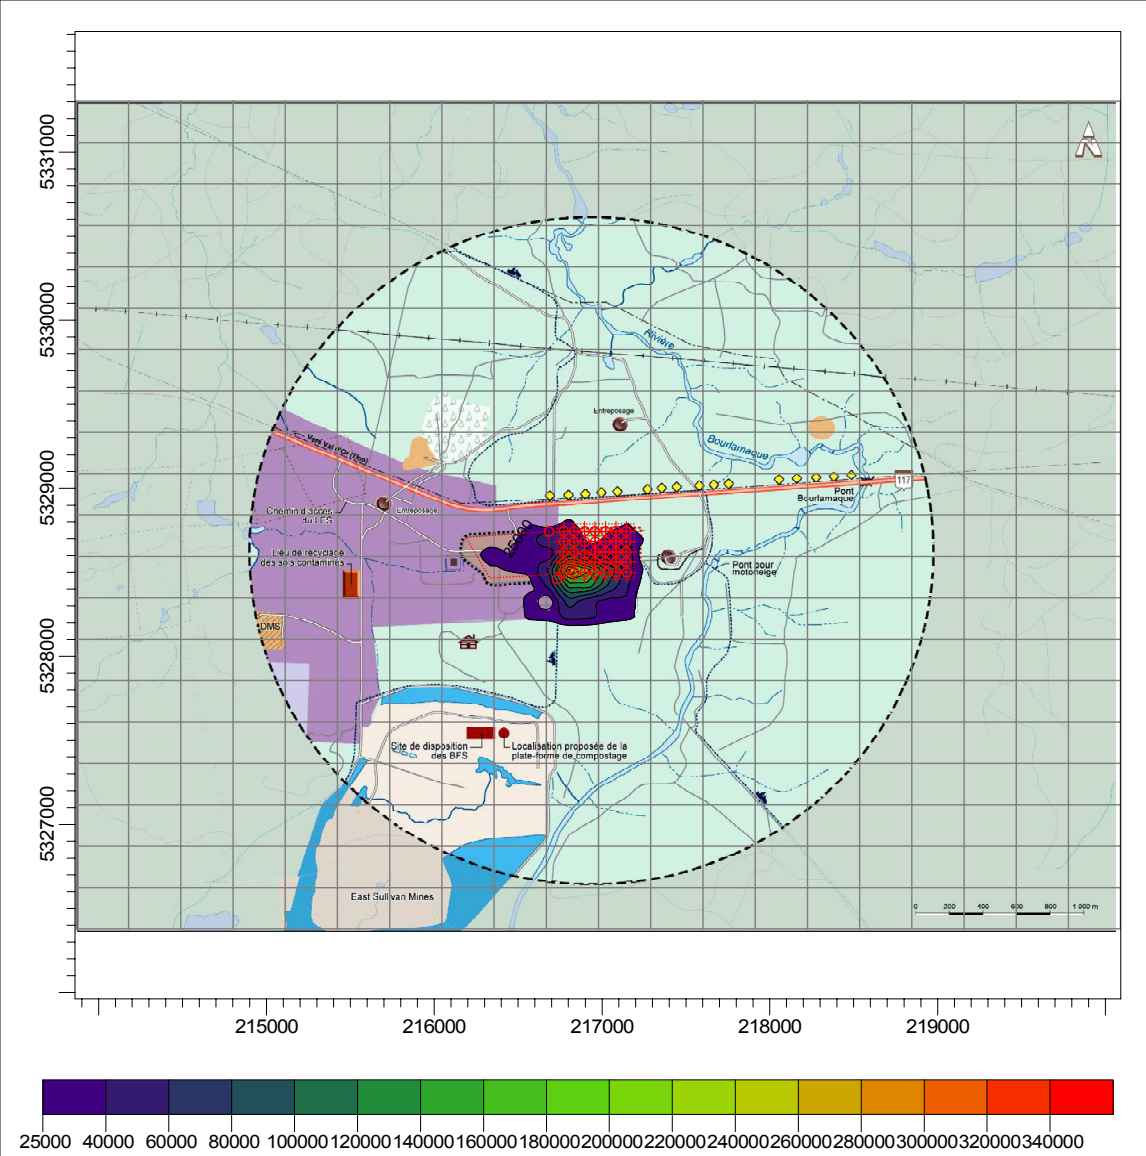 5331000
5330000
5329000
5328000
5327000
Rivière
Entreposage
Bourlamaque
Vers Val d'Or (7km)
117
Pont
Bourlamaque
Chemin d'accès
du LES
Entreposage
25000
Lieu de recyclage
des sols contaminés
Pont pour
motoneige
DMS
Site de disposition
des BFS
Localisation proposée de la
plate-forme de compostage
East Sullivan Mines
0 200 400 600 800 1 000 m
215000 216000 217000 218000 219000
25000 40000 60000 80000 100000 120000 140000 160000 180000 200000 220000 240000 260000 280000 300000 320000 340000